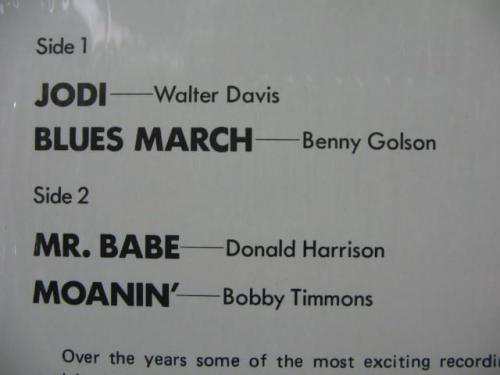 Side 1
JODI——Walter Davis
BLUES MARCH——Benny Golson
Side 2
MR. BABE——Donald Harrison
MOANIN'——Bobby Timmons
Over the years some of the most exciting